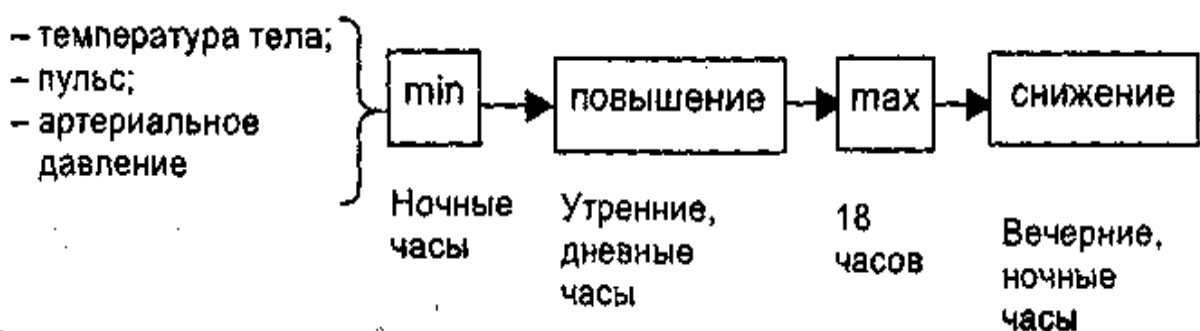 – температура тела;
– пульс;
– артериальное
давление
min
повышение
max
снижение
Ночные
часы
Утренние,
дневные
часы
18
часов
Вечерние,
ночные
часы